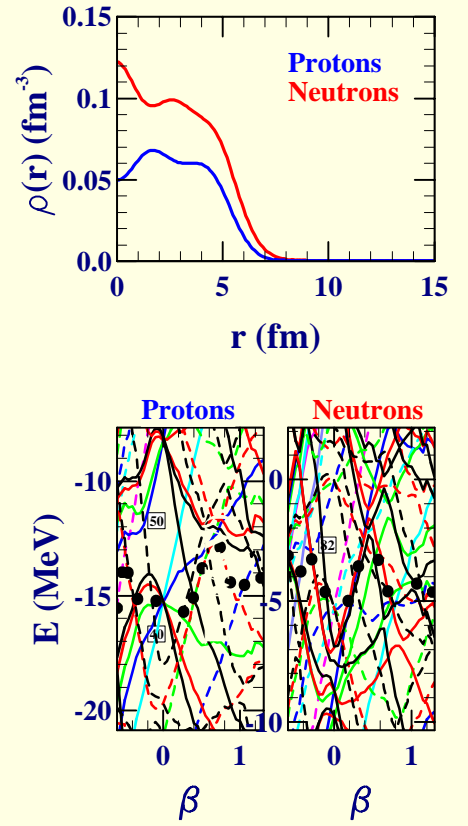 0.15
Protons
Neutrons
0.1
ρ(r) (fm-3)
0.05
0.0
0 5 10 15
r (fm)
Protons Neutrons
-10 0
50 82
E (MeV)
-15 -5
40
-20 10
0 1 0 1
β β